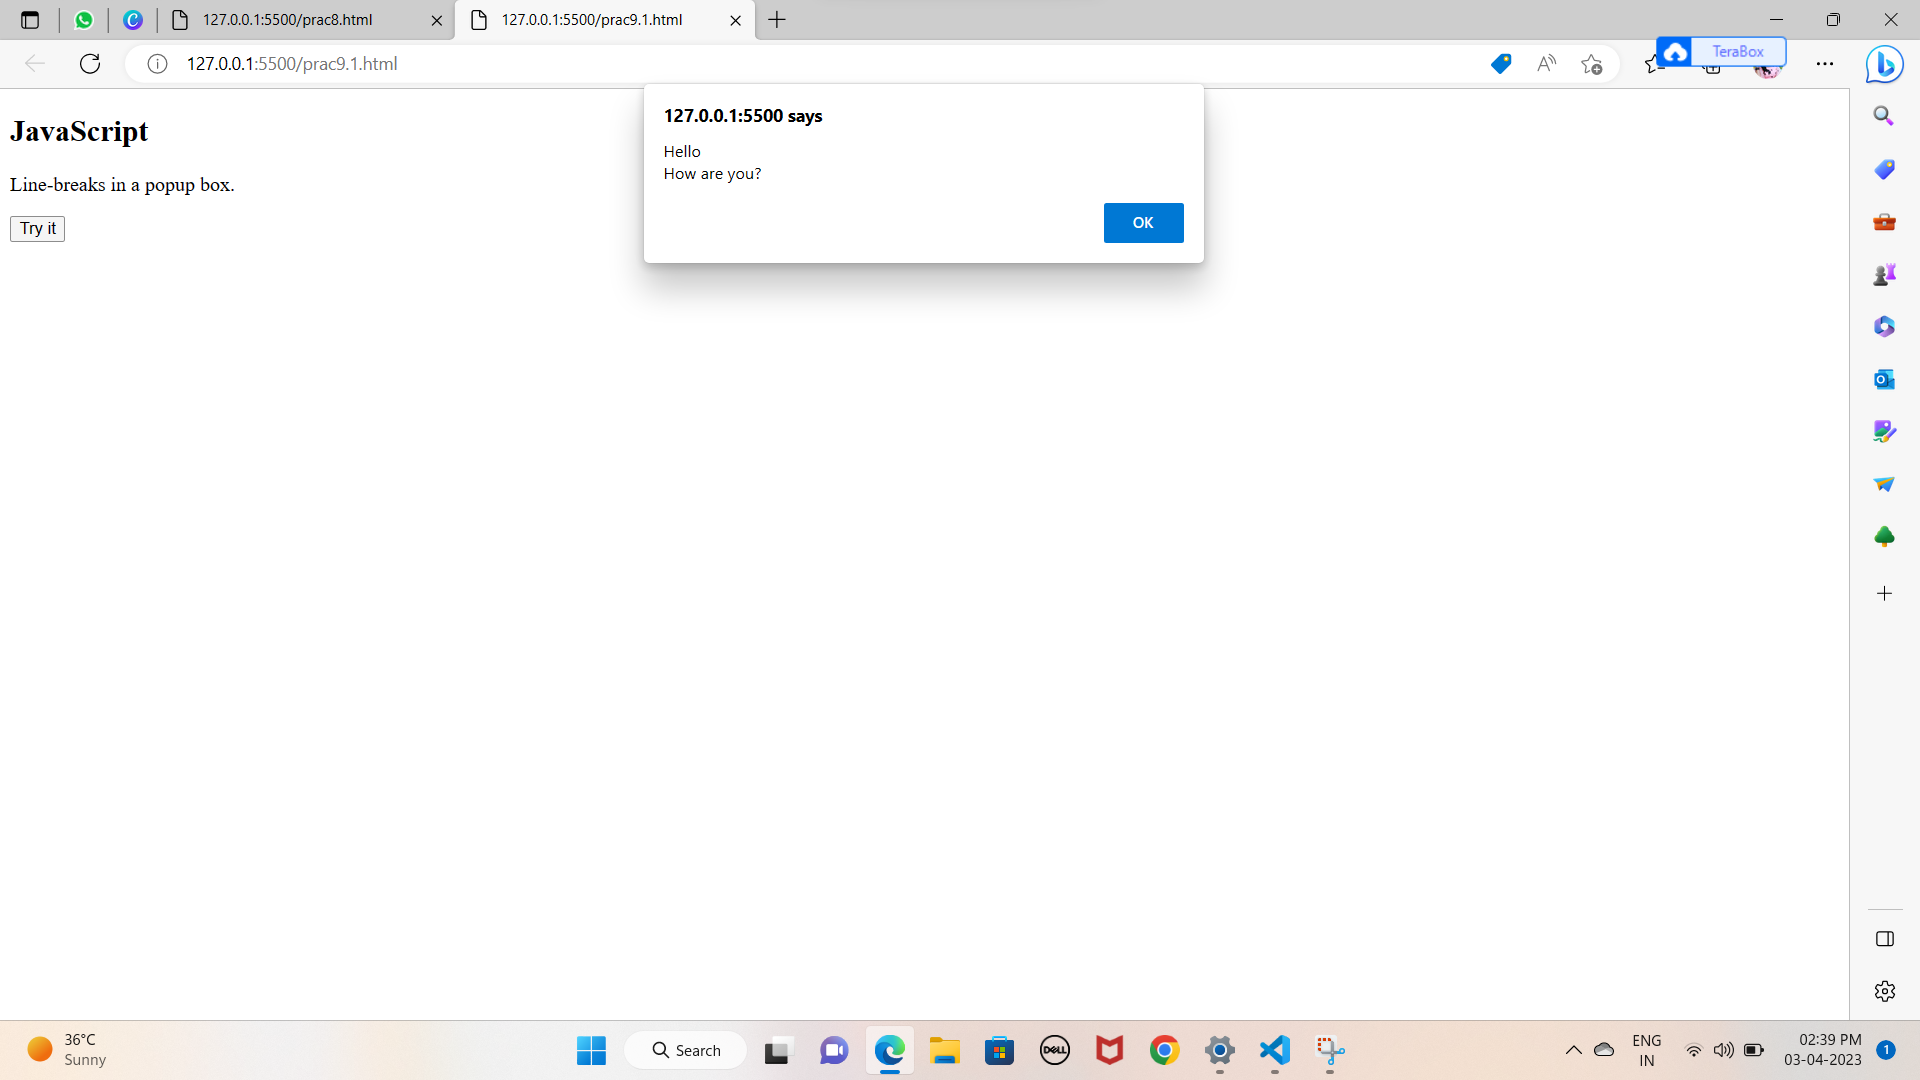 127.0.0.1:5500/prac8.html
127.0.0.1:5500/prac9.1.html
127.0.0.1:5500/prac9.1.html
TeraBox
127.0.0.1:5500 says
Hello
How are you?
OK
JavaScript
Line-breaks in a popup box.
Try it
36°C
Sunny
Search
DELL
ENG
IN
02:39 PM
03-04-2023
1